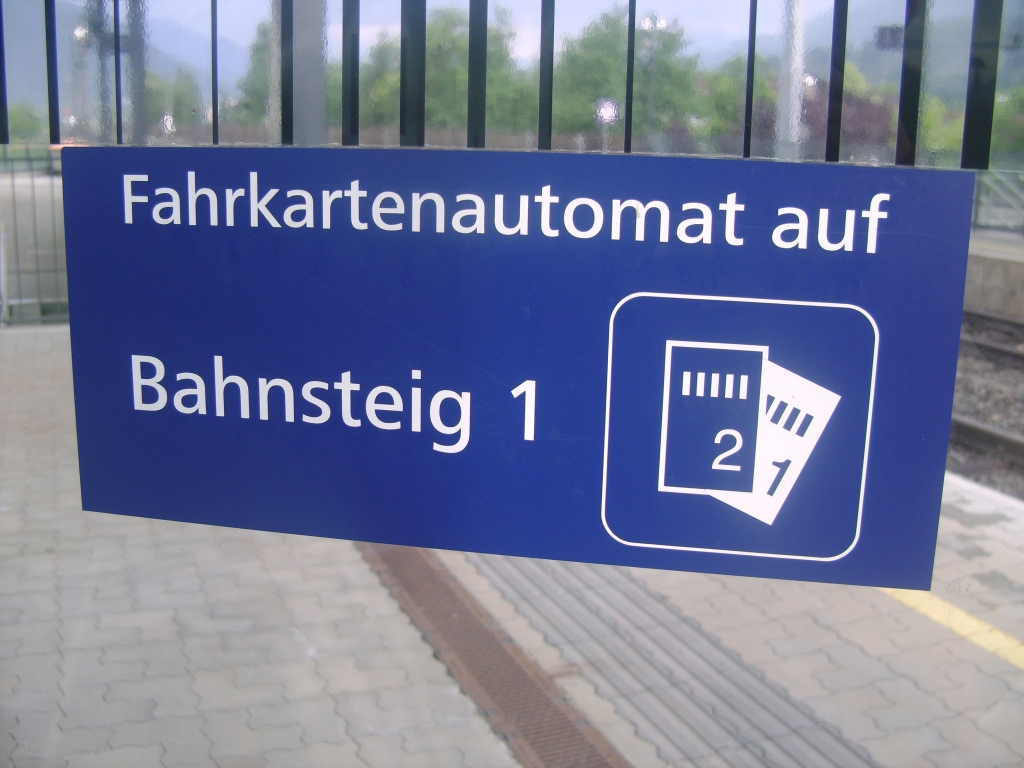 Fahrkartenautomat auf
Bahnsteig 1
2
1